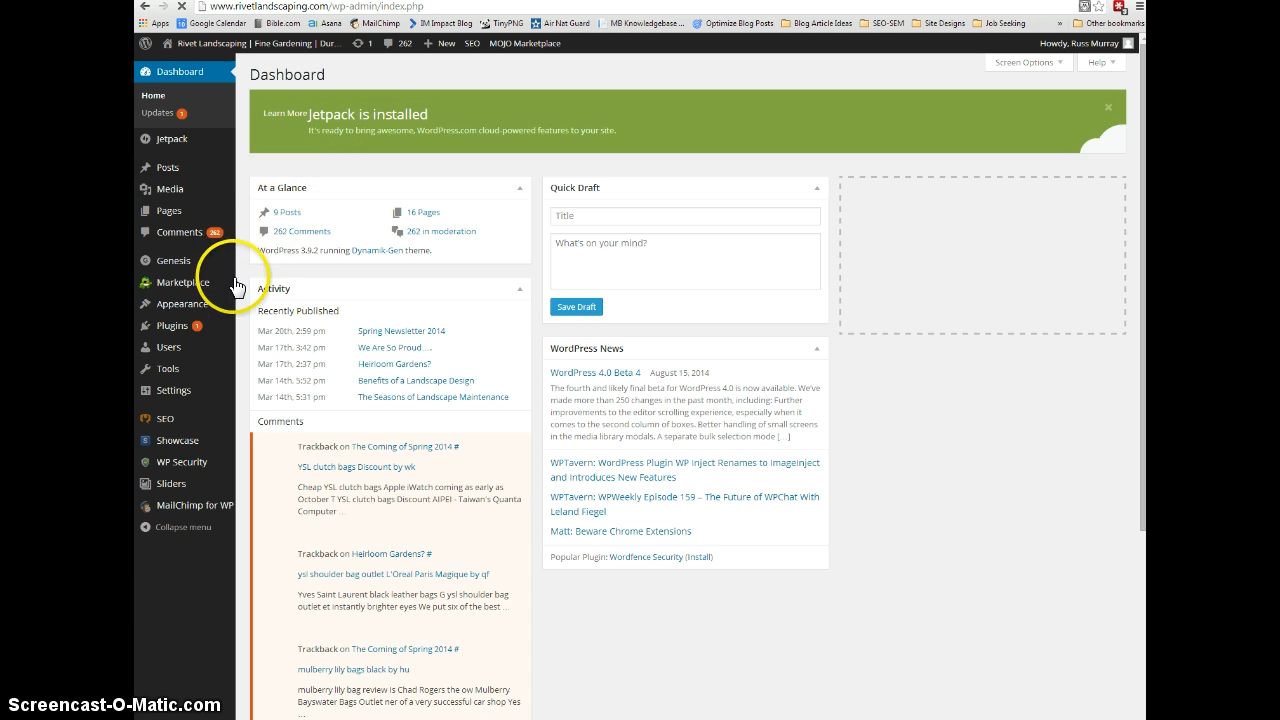 www.rivetlandscaping.com/wp-admin/index.php
Apps Google Calendar Bible.com Asana MailChimp IM Impact Blog TinyPNG Air Nat Guard MB Knowledgebase ... Optimize Blog Posts Blog Article Ideas SEO-SEM Site Designs Job Seeking » Other bookmarks
Rivet Landscaping | Fine Gardening | Dur... 1 262 + New SEO MOJO Marketplace Howdy, Russ Murray
Dashboard
Home
Updates 1
Jetpack
Posts
Media
Pages
Comments 262
Genesis
Marketplace
Appearance
Plugins 1
Users
Tools
Settings
SEO
Showcase
WP Security
Sliders
MailChimp for WP
Collapse menu
Screen Options Help
Dashboard
Learn More Jetpack is installed
It's ready to bring awesome, WordPress.com cloud-powered features to your site.
At a Glance
9 Posts 16 Pages
262 Comments 262 in moderation
WordPress 3.9.2 running Dynamik-Gen theme.
Activity
Recently Published
Mar 20th, 2:59 pm Spring Newsletter 2014
Mar 17th, 3:42 pm We Are So Proud....
Mar 17th, 2:37 pm Heirloom Gardens?
Mar 14th, 5:32 pm Benefits of a Landscape Design
Mar 14th, 5:31 pm The Seasons of Landscape Maintenance
Comments
Trackback on The Coming of Spring 2014 #
YSL clutch bags Discount by wk
Cheap YSL clutch bags Apple iWatch coming as early as
October T YSL clutch bags Discount AIPEI - Taiwan's Quanta
Computer ...
Trackback on Heirloom Gardens? #
ysl shoulder bag outlet L'Oreal Paris Magique by qf
Yves Saint Laurent black leather bags G ysl shoulder bag
outlet et instantly brighter eyes We put six of the best ...
Trackback on The Coming of Spring 2014 #
mulberry lily bags black by hu
mulberry lily bag review Is Chad Rogers the ow Mulberry
Bayswater Bags Outlet ner of a very successful car shop Yes
...
Quick Draft
Title
What's on your mind?
Save Draft
WordPress News
WordPress 4.0 Beta 4 August 15, 2014
The fourth and likely final beta for WordPress 4.0 is now available. We've
made more than 250 changes in the past month, including: Further
improvements to the editor scrolling experience, especially when it
comes to the second column of boxes. Better handling of small screens
in the media library modals. A separate bulk selection mode [...]
WPTavern: WordPress Plugin WP Inject Renames to ImageInject
and Introduces New Features
WPTavern: WPWeekly Episode 159 – The Future of WPChat With
Leland Fiegel
Matt: Beware Chrome Extensions
Popular Plugin: Wordfence Security (Install)
Screencast-O-Matic.com